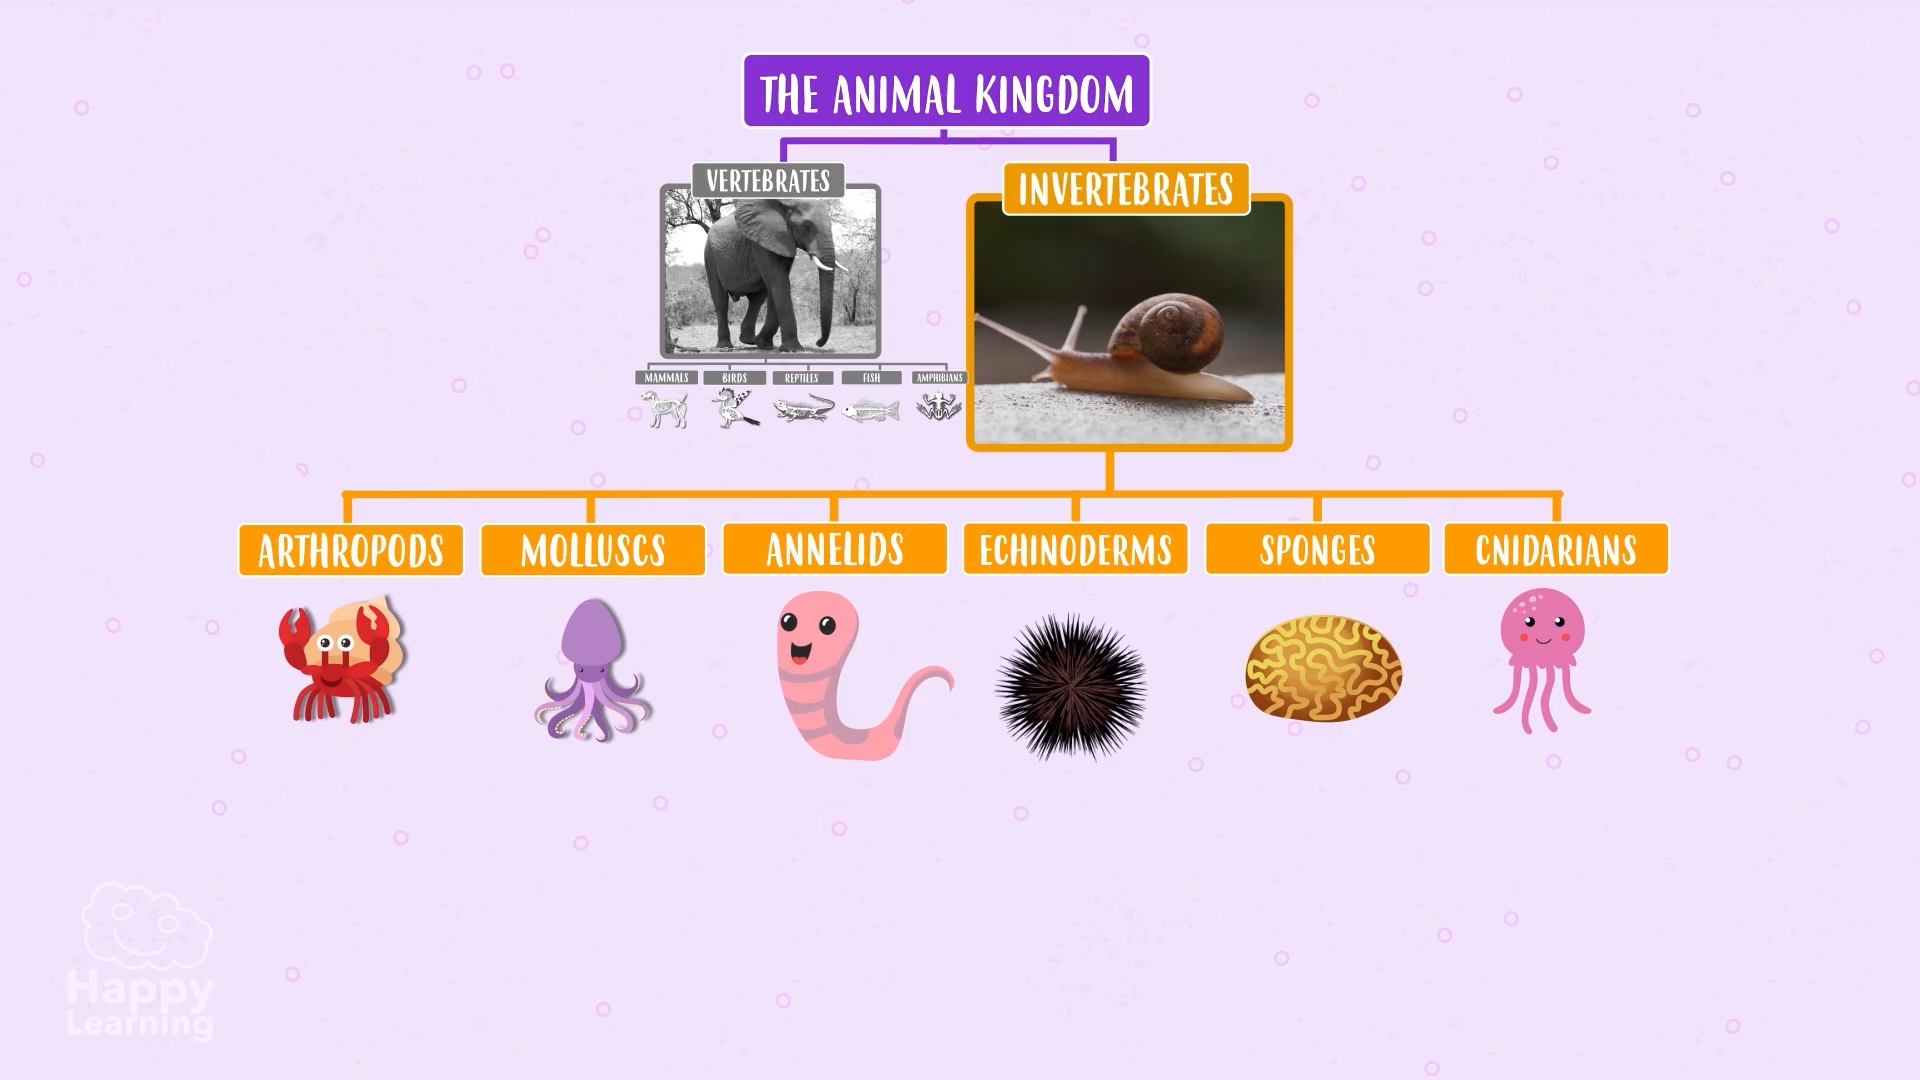 THE ANIMAL KINGDOM
VERTEBRATES
INVERTEBRATES
MAMMALS
BIRDS
REPTILES
FISH
AMPHIBIANS
ARTHROPODS
MOLLUSCS
ANNELIDS
ECHINODERMS
SPONGES
CNIDARIANS
Happy
Learning